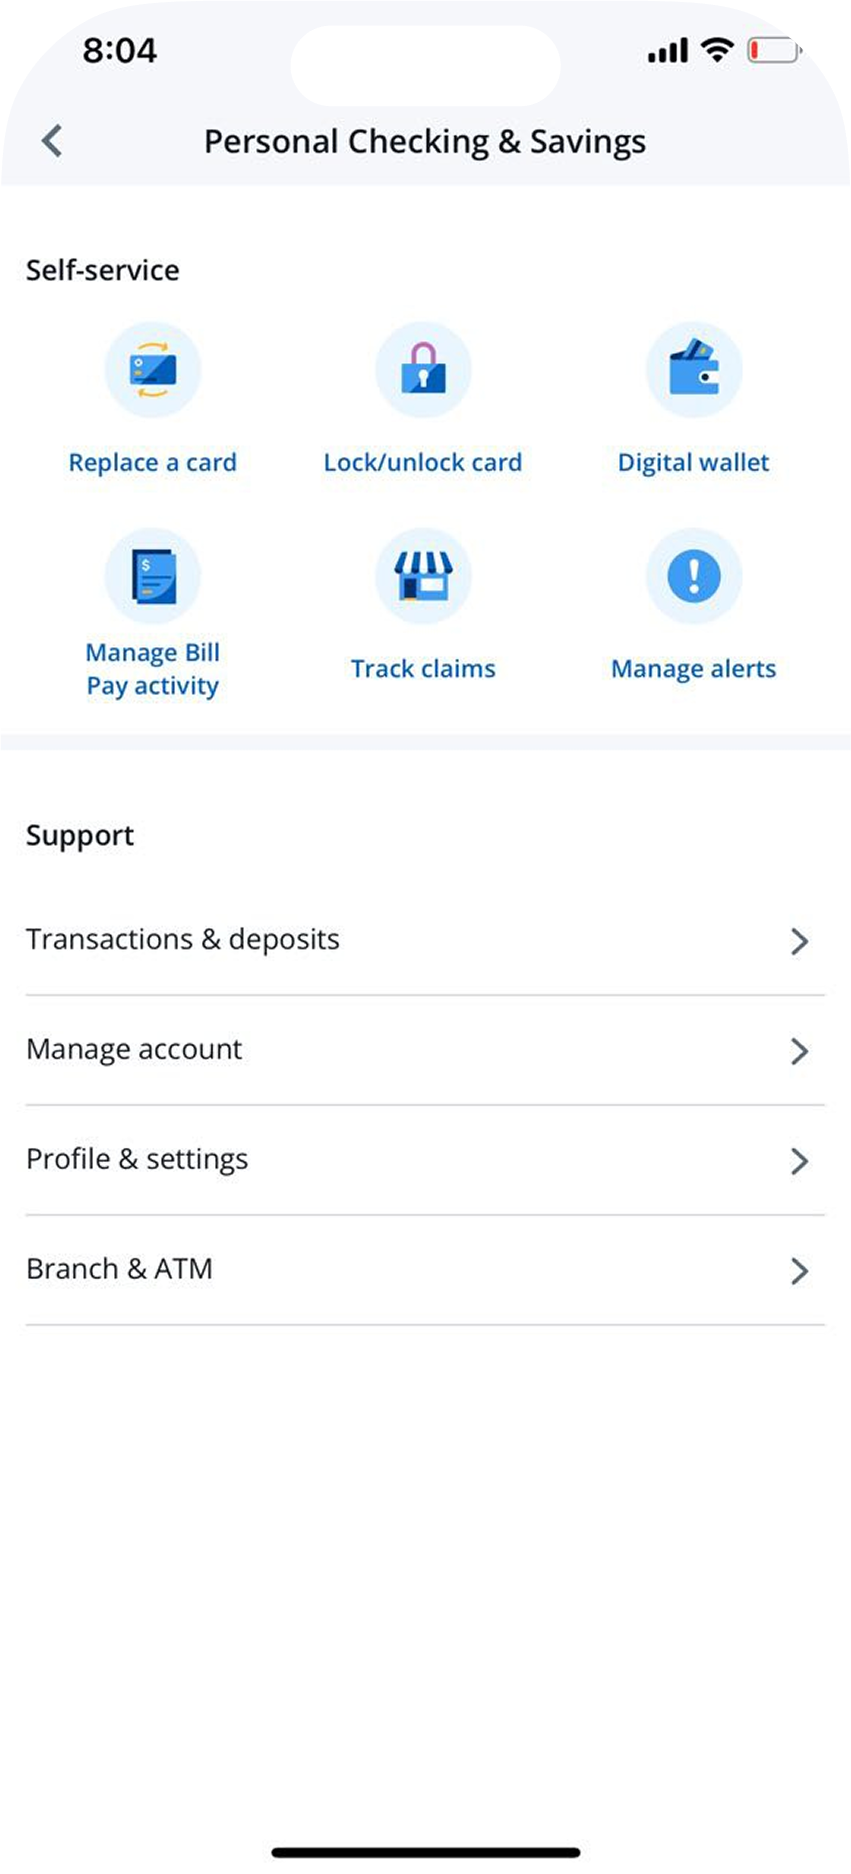 8:04
Personal Checking & Savings
Self-service
Replace a card
Lock/unlock card
Digital wallet
$
Manage Bill
Pay activity
Track claims
!
Manage alerts
Support
Transactions & deposits
Manage account
Profile & settings
Branch & ATM